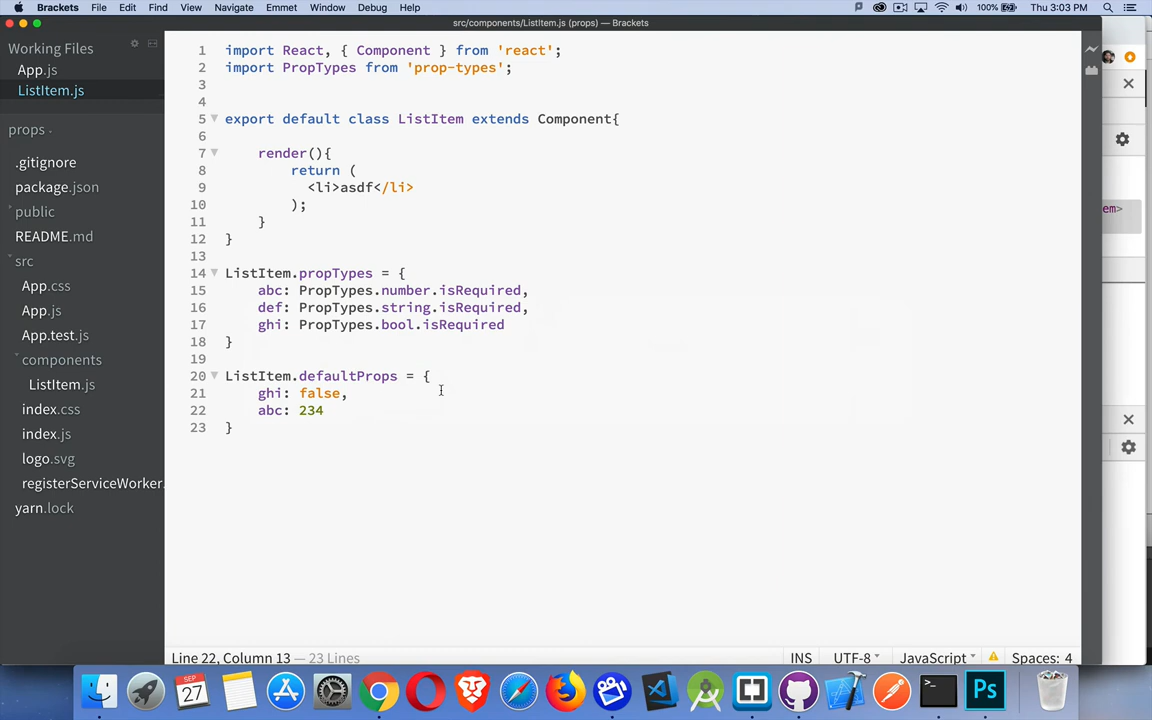 Brackets File Edit Find View Navigate Emmet Window Debug Help 100% Thu 3:03 PM
src/components/ListItem.js (props) — Brackets
Working Files
App.js
ListItem.js
props
.gitignore
package.json
public
README.md
src
App.css
App.js
App.test.js
components
ListItem.js
index.css
index.js
logo.svg
registerServiceWorker.
yarn.lock
1 import React, { Component } from 'react';
2 import PropTypes from 'prop-types';
3
4
5 export default class ListItem extends Component{
6
7 render(){
8 return (
9 <li>asdf</li>
10 );
11 }
12 }
13
14 ListItem.propTypes = {
15 abc: PropTypes.number.isRequired,
16 def: PropTypes.string.isRequired,
17 ghi: PropTypes.bool.isRequired
18 }
19
20 ListItem.defaultProps = {
21 ghi: false,
22 abc: 234
23 }
em>
Line 22, Column 13 — 23 Lines
INS UTF-8 JavaScript Spaces: 4
SEP
27
>_
Ps